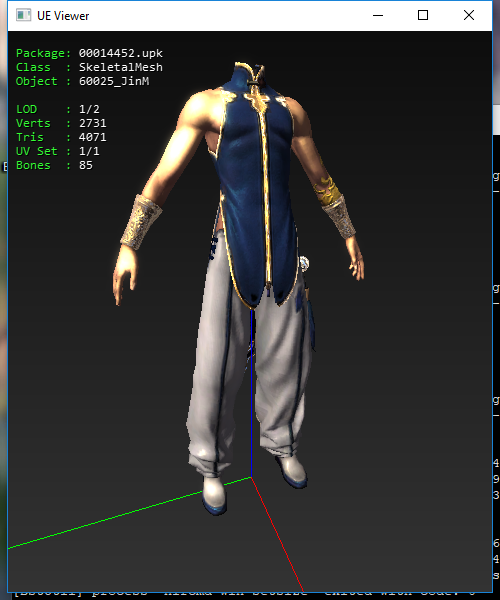 UE Viewer
Package: 00014452.upk
Class : SkeletalMesh
Object : 60025_JinM
LOD : 1/2
Verts : 2731
Tris : 4071
UV Set : 1/1
Bones : 85